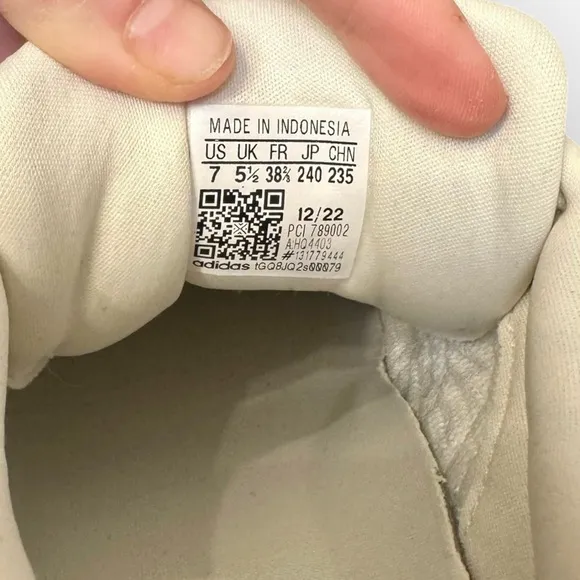 MADE IN INDONESIA
US UK FR JP CHN
7 5½ 38⅔ 240 235
12/22
PCI 789002
A:HQ4403
#131779444
adidas tGQ8JQ2s00079